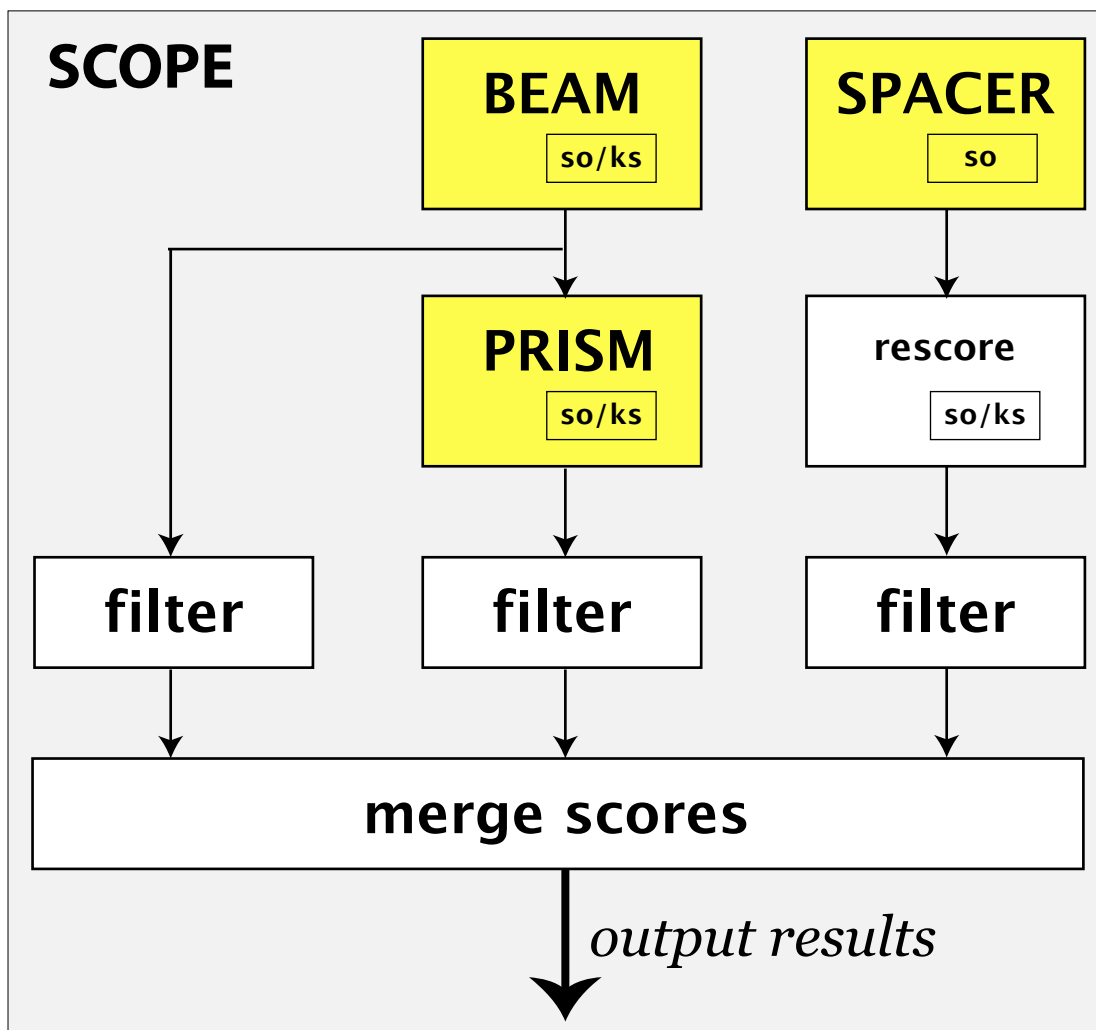 SCOPE
BEAM
so/ks
SPACER
so
PRISM
so/ks
rescore
so/ks
filter
filter
filter
merge scores
output results